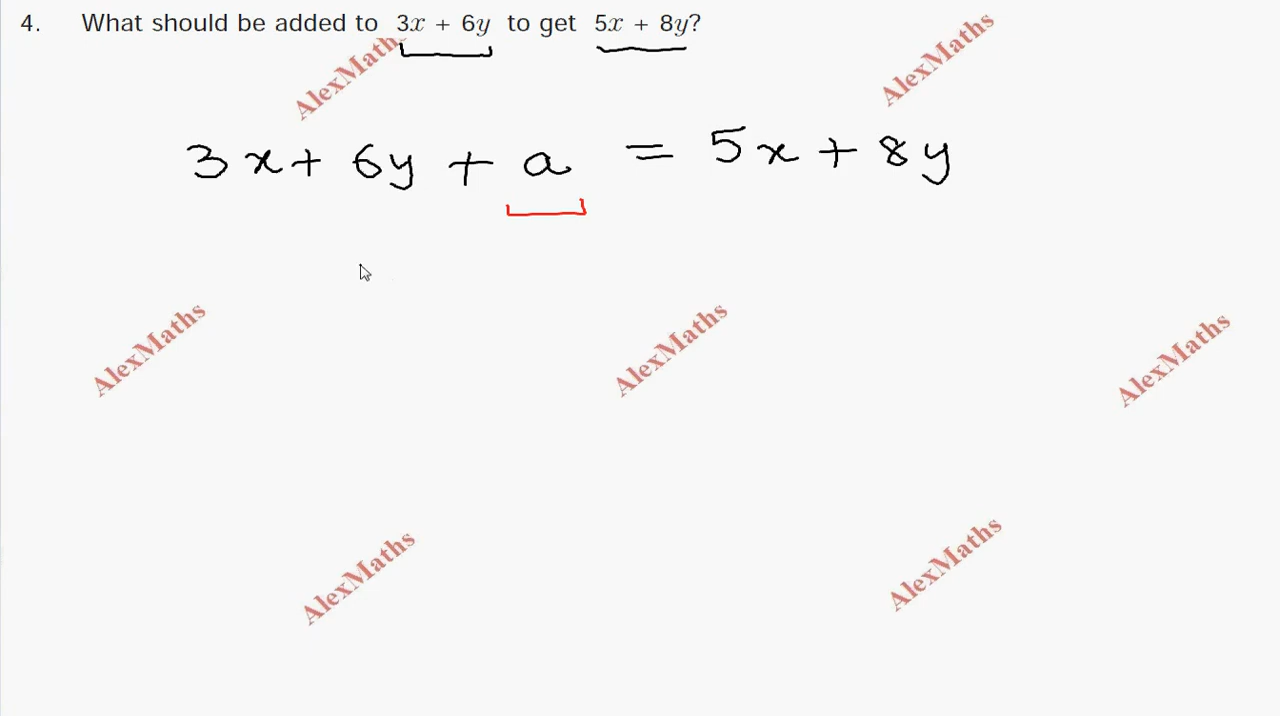 4. What should be added to 3x + 6y to get 5x + 8y?
AlexMaths
AlexMaths
3x + 6y + a = 5x + 8y
AlexMaths
AlexMaths
AlexMaths
AlexMaths
AlexMaths